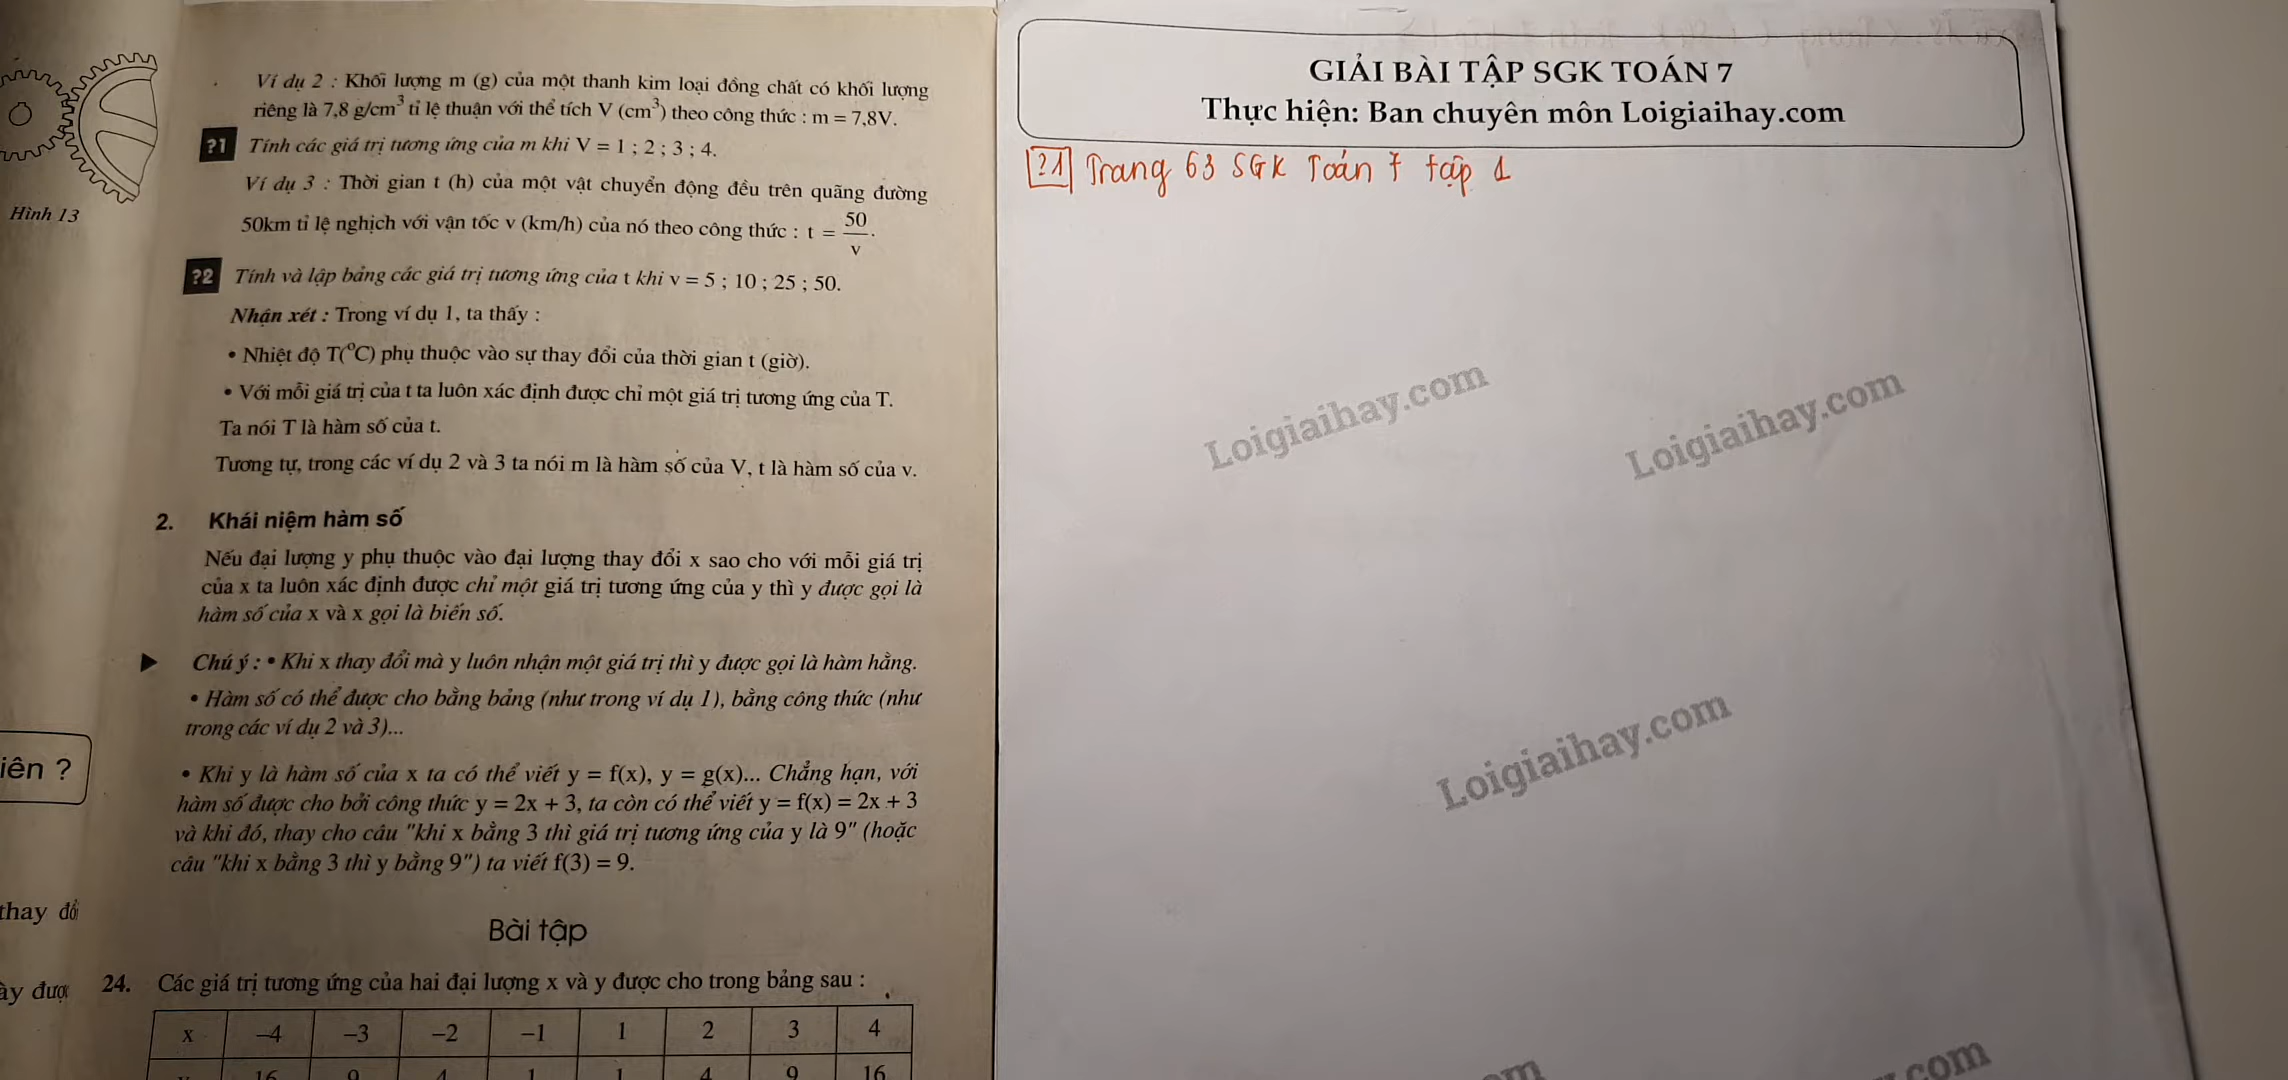 Ví dụ 2 : Khối lượng m (g) của một thanh kim loại đồng chất có khối lượng
riêng là 7,8 g/cm³ tỉ lệ thuận với thể tích V (cm³) theo công thức : m = 7,8V.
?1 Tính các giá trị tương ứng của m khi V = 1 ; 2 ; 3 ; 4.
Ví dụ 3 : Thời gian t (h) của một vật chuyển động đều trên quãng đường
50km tỉ lệ nghịch với vận tốc v (km/h) của nó theo công thức : t = 50/v.
Hình 13
?2 Tính và lập bảng các giá trị tương ứng của t khi v = 5 ; 10 ; 25 ; 50.
Nhận xét : Trong ví dụ 1, ta thấy :
• Nhiệt độ T(°C) phụ thuộc vào sự thay đổi của thời gian t (giờ).
• Với mỗi giá trị của t ta luôn xác định được chỉ một giá trị tương ứng của T.
Ta nói T là hàm số của t.
Tương tự, trong các ví dụ 2 và 3 ta nói m là hàm số của V, t là hàm số của v.
2. Khái niệm hàm số
Nếu đại lượng y phụ thuộc vào đại lượng thay đổi x sao cho với mỗi giá trị
của x ta luôn xác định được chỉ một giá trị tương ứng của y thì y được gọi là
hàm số của x và x gọi là biến số.
Chú ý : • Khi x thay đổi mà y luôn nhận một giá trị thì y được gọi là hàm hằng.
• Hàm số có thể được cho bằng bảng (như trong ví dụ 1), bằng công thức (như
trong các ví dụ 2 và 3)...
• Khi y là hàm số của x ta có thể viết y = f(x), y = g(x)... Chẳng hạn, với
hàm số được cho bởi công thức y = 2x + 3, ta còn có thể viết y = f(x) = 2x + 3
và khi đó, thay cho câu "khi x bằng 3 thì giá trị tương ứng của y là 9" (hoặc
câu "khi x bằng 3 thì y bằng 9") ta viết f(3) = 9.
iên ?
thay đổi
ày được
Bài tập
24. Các giá trị tương ứng của hai đại lượng x và y được cho trong bảng sau :
x –4 –3 –2 –1 1 2 3 4
y 16 9 4 1 1 4 9 16
GIẢI BÀI TẬP SGK TOÁN 7
Thực hiện: Ban chuyên môn Loigiaihay.com
?1 Trang 63 SGK Toán 7 tập 1
Loigiaihay.com
Loigiaihay.com
Loigiaihay.com
om
ay.com